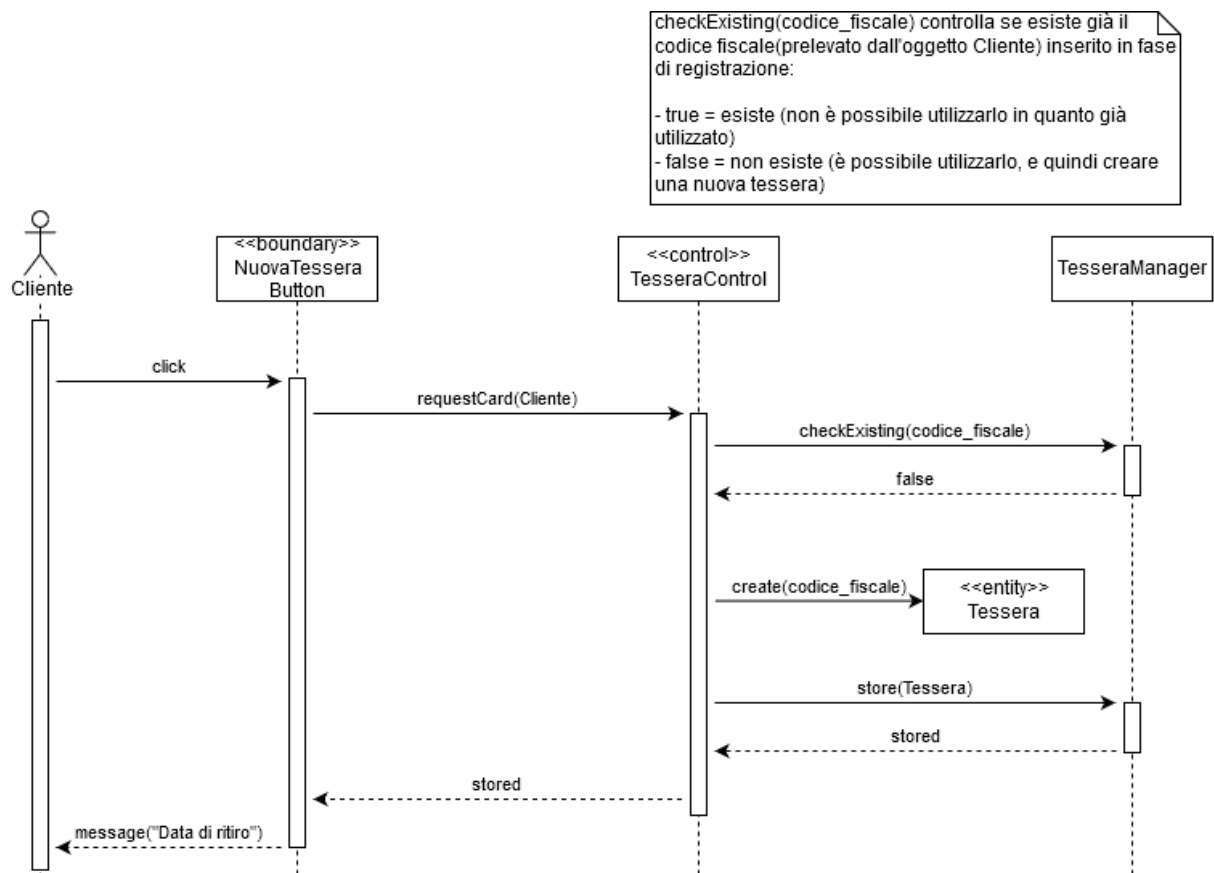 checkExisting(codice_fiscale) controlla se esiste già il
codice fiscale(prelevato dall'oggetto Cliente) inserito in fase
di registrazione:
- true = esiste (non è possibile utilizzarlo in quanto già
utilizzato)
- false = non esiste (è possibile utilizzarlo, e quindi creare
una nuova tessera)
Cliente
<<boundary>>
NuovaTessera
Button
<<control>>
TesseraControl
TesseraManager
click
requestCard(Cliente)
checkExisting(codice_fiscale)
false
create(codice_fiscale)
<<entity>>
Tessera
store(Tessera)
stored
stored
message("Data di ritiro")